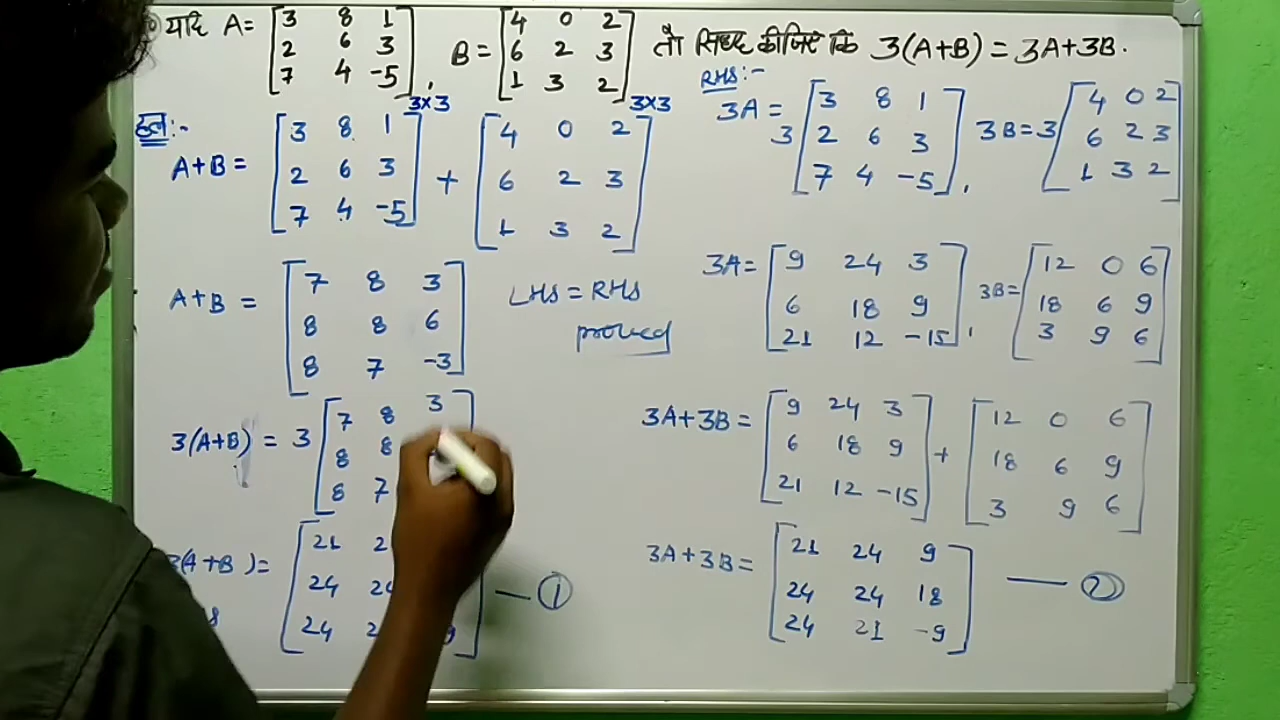 यदि A = [3 8 1 2 6 3 7 4 -5], B = [4 0 2 6 2 3 1 3 2] तो सिद्ध कीजिए कि 3(A+B) = 3A+3B.
हल:-
A+B = [3 8 1 2 6 3 7 4 -5] 3×3 + [4 0 2 6 2 3 1 3 2] 3×3
A+B = [7 8 3 8 8 6 8 7 -3]
LHS = RHS
proved
3(A+B) = 3 [7 8 3 8 8 8 7
3(A+B) = [21 2 24 24 24 2 9] — ①
RHS:-
3A = 3 [3 8 1 2 6 3 7 4 -5], 3B = 3 [4 0 2 6 2 3 1 3 2]
3A = [9 24 3 6 18 9 21 12 -15], 3B = [12 0 6 18 6 9 3 9 6]
3A+3B = [9 24 3 6 18 9 21 12 -15] + [12 0 6 18 6 9 3 9 6]
3A+3B = [21 24 9 24 24 18 24 21 -9] — ②